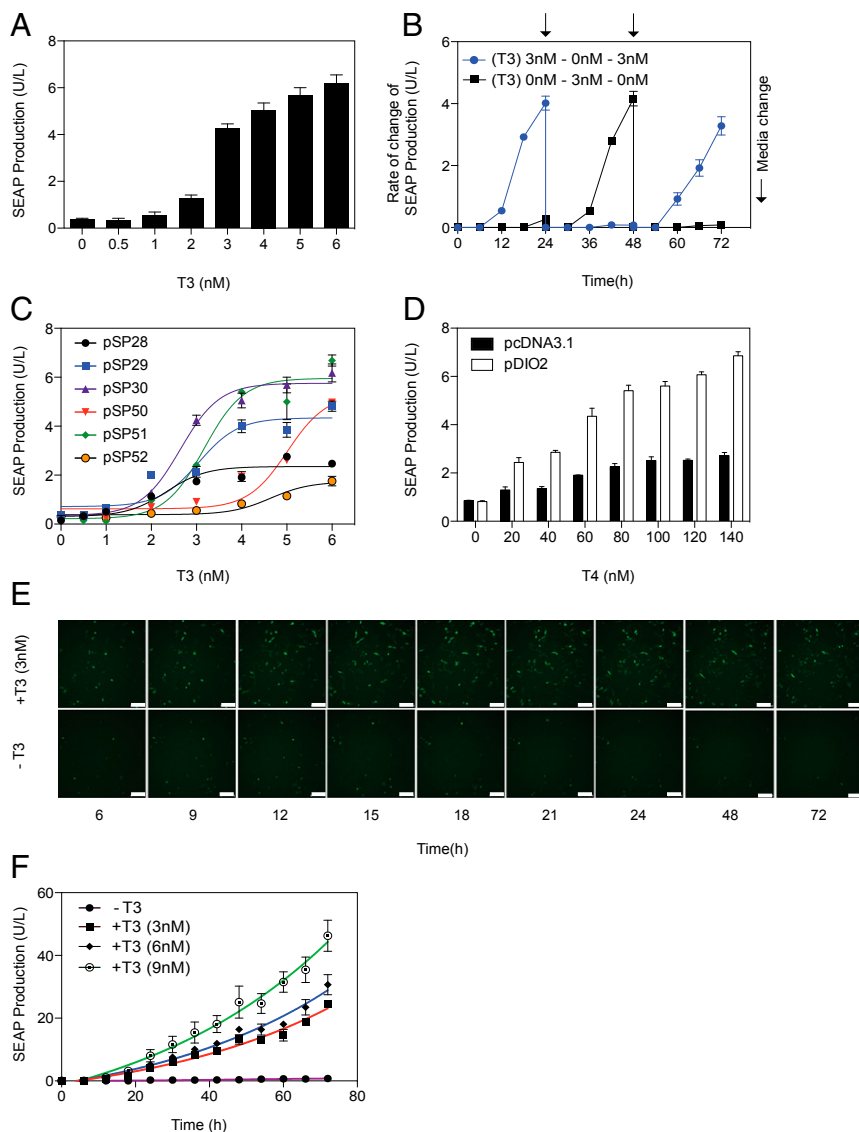 A
SEAP Production (U/L)
8
6
4
2
0
0 0.5 1 2 3 4 5 6
T3 (nM)
B
Rate of change of
SEAP Production (U/L)
6
4
2
0
(T3) 3nM - 0nM - 3nM
(T3) 0nM - 3nM - 0nM
0 12 24 36 48 60 72
Time(h)
Media change
C
SEAP Production (U/L)
8
6
4
2
0
pSP28
pSP29
pSP30
pSP50
pSP51
pSP52
0 1 2 3 4 5 6
T3 (nM)
D
SEAP Production (U/L)
8
6
4
2
0
pcDNA3.1
pDIO2
0 20 40 60 80 100 120 140
T4 (nM)
E
+T3 (3nM)
- T3
6 9 12 15 18 21 24 48 72
Time(h)
F
SEAP Production (U/L)
60
40
20
0
- T3
+T3 (3nM)
+T3 (6nM)
+T3 (9nM)
0 20 40 60 80
Time (h)